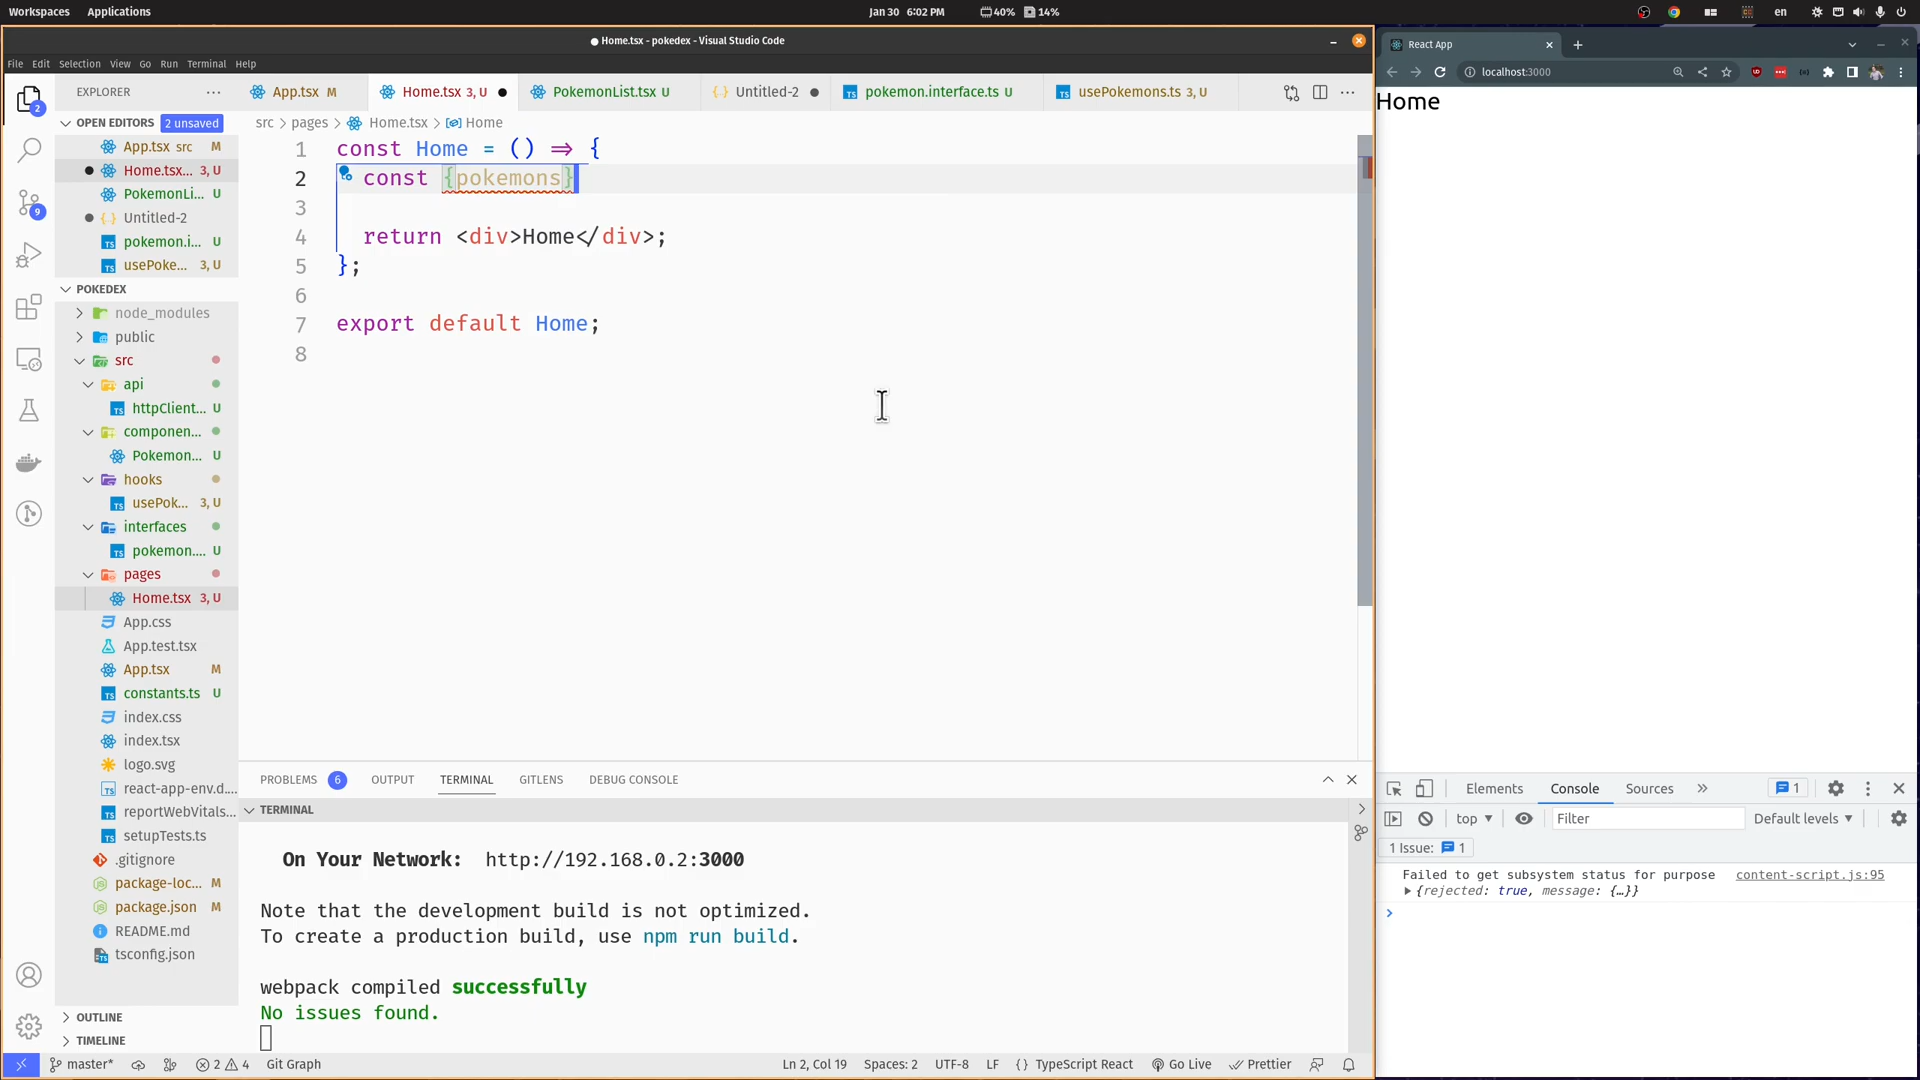 Workspaces Applications Jan 30 6:02 PM 40% 14% en
Home.tsx - pokedex - Visual Studio Code
File Edit Selection View Go Run Terminal Help
EXPLORER
App.tsx M Home.tsx 3, U PokemonList.tsx U Untitled-2 pokemon.interface.ts U usePokemons.ts 3, U
OPEN EDITORS 2 unsaved
src > pages > Home.tsx > Home
App.tsx src M
Home.tsx... 3, U
PokemonLi... U
Untitled-2
pokemon.i... U
usePoke... 3, U
POKEDEX
node_modules
public
src
api
httpClient... U
componen...
Pokemon... U
hooks
usePok... 3, U
interfaces
pokemon.... U
pages
Home.tsx 3, U
App.css
App.test.tsx
App.tsx M
constants.ts U
index.css
index.tsx
logo.svg
react-app-env.d....
reportWebVitals...
setupTests.ts
.gitignore
package-loc... M
package.json M
README.md
tsconfig.json
OUTLINE
TIMELINE
2
9
1 const Home = () => {
2 const {pokemons}
3
4 return <div>Home</div>;
5 };
6
7 export default Home;
8
PROBLEMS 6 OUTPUT TERMINAL GITLENS DEBUG CONSOLE
TERMINAL
On Your Network: http://192.168.0.2:3000
Note that the development build is not optimized.
To create a production build, use npm run build.
webpack compiled successfully
No issues found.
master* 2 4 Git Graph Ln 2, Col 19 Spaces: 2 UTF-8 LF {} TypeScript React Go Live Prettier
React App
localhost:3000
Home
Elements Console Sources 1
top Filter Default levels
1 Issue: 1
Failed to get subsystem status for purpose content-script.js:95
{rejected: true, message: {…}}